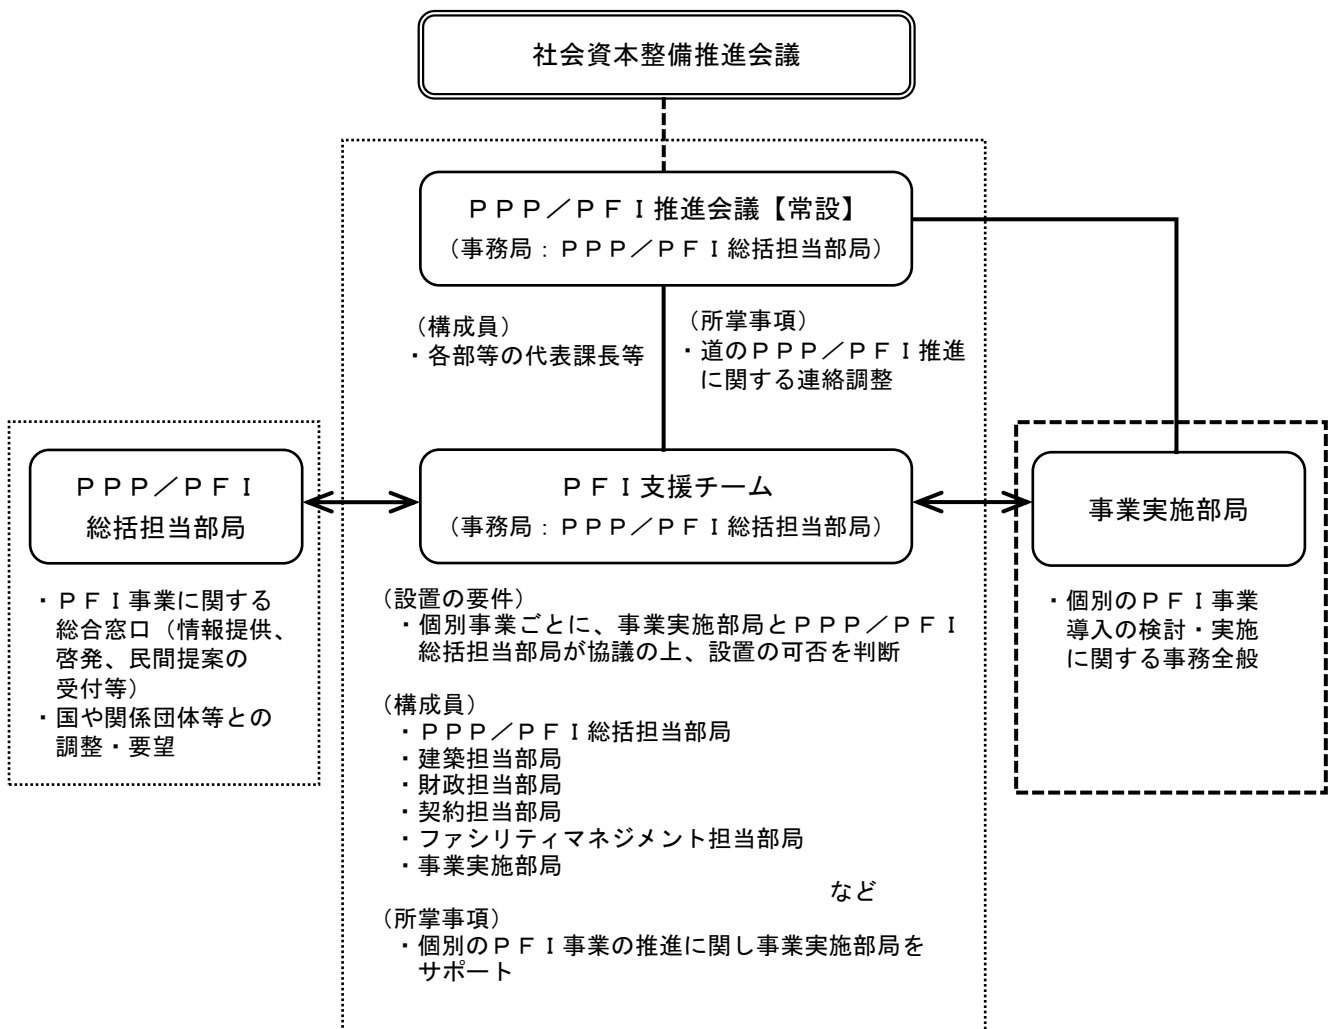 社会資本整備推進会議
ＰＰＰ／ＰＦＩ推進会議【常設】
（事務局：ＰＰＰ／ＰＦＩ総括担当部局）
（構成員）
・各部等の代表課長等
（所掌事項）
・道のＰＰＰ／ＰＦＩ推進
に関する連絡調整
ＰＰＰ／ＰＦＩ
総括担当部局
・ＰＦＩ事業に関する
総合窓口（情報提供、
啓発、民間提案の
受付等）
・国や関係団体等との
調整・要望
ＰＦＩ支援チーム
（事務局：ＰＰＰ／ＰＦＩ総括担当部局）
（設置の要件）
・個別事業ごとに、事業実施部局とＰＰＰ／ＰＦＩ
総括担当部局が協議の上、設置の可否を判断
（構成員）
・ＰＰＰ／ＰＦＩ総括担当部局
・建築担当部局
・財政担当部局
・契約担当部局
・ファシリティマネジメント担当部局
・事業実施部局
など
（所掌事項）
・個別のＰＦＩ事業の推進に関し事業実施部局を
サポート
事業実施部局
・個別のＰＦＩ事業
導入の検討・実施
に関する事務全般